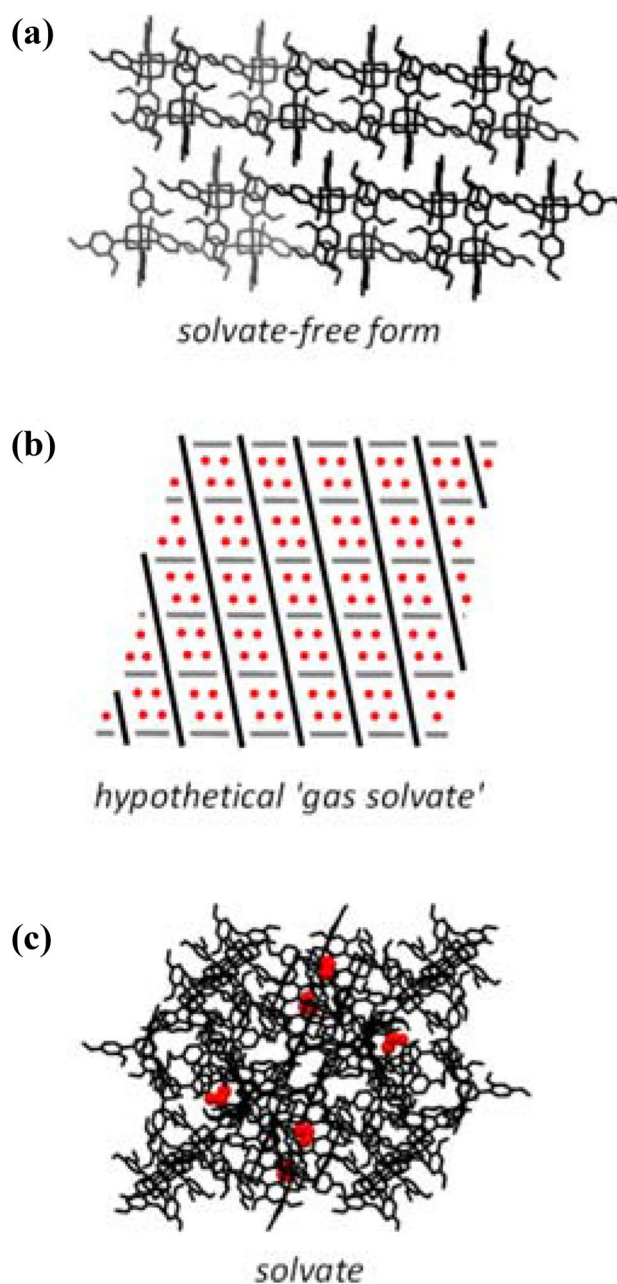 (a)
solvate-free form
(b)
hypothetical 'gas solvate'
(c)
solvate